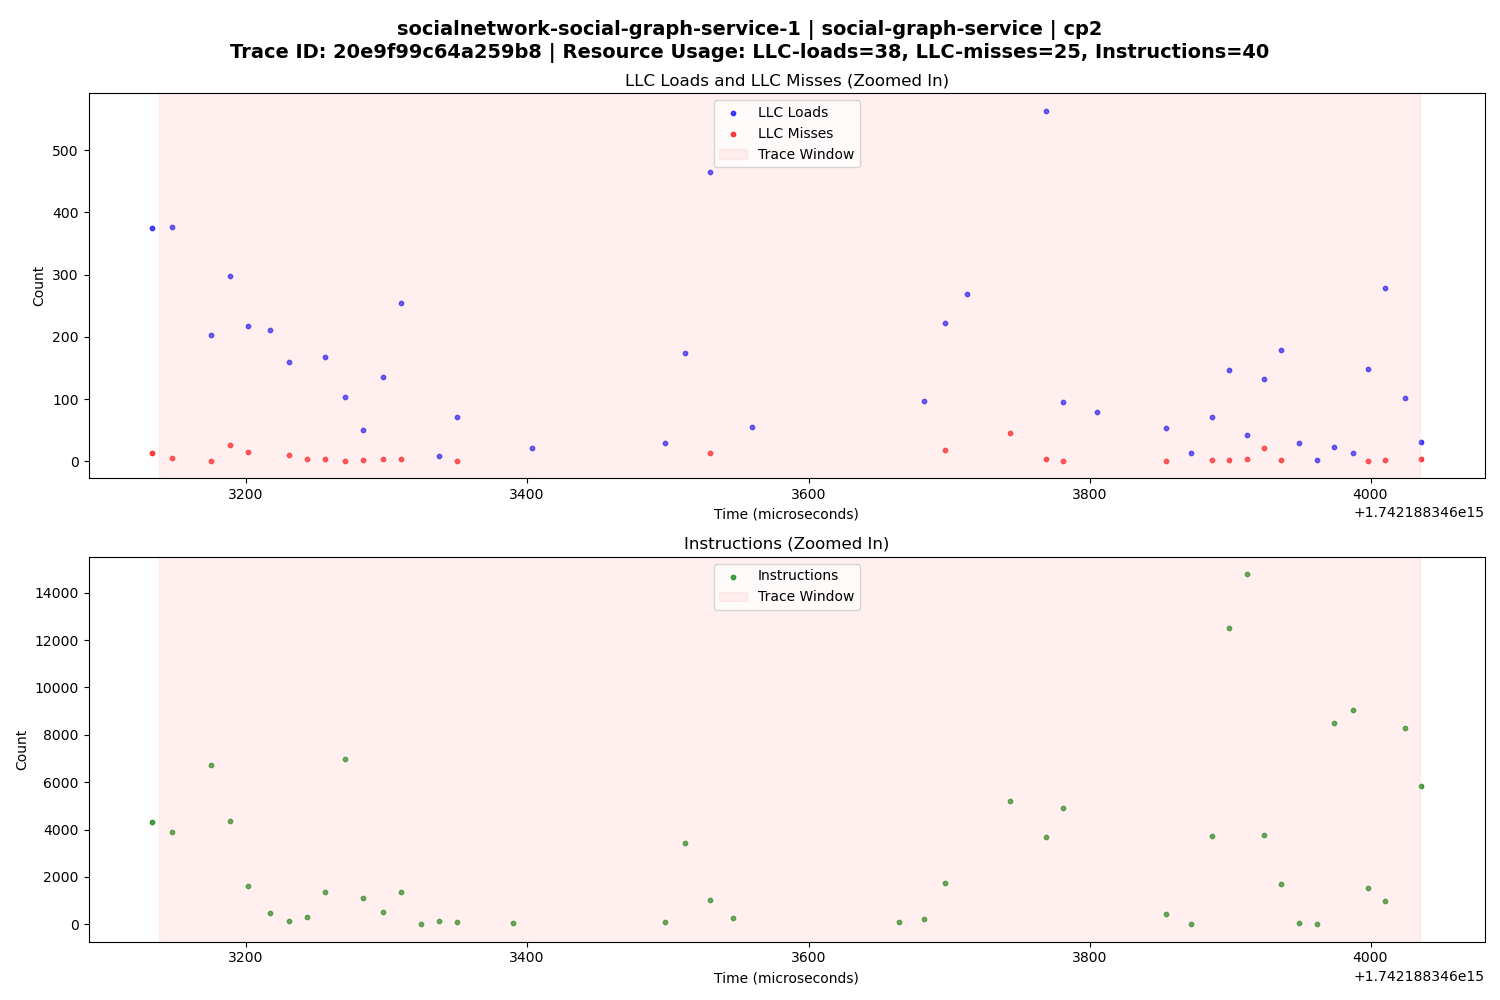 socialnetwork-social-graph-service-1 | social-graph-service | cp2
Trace ID: 20e9f99c64a259b8 | Resource Usage: LLC-loads=38, LLC-misses=25, Instructions=40
LLC Loads and LLC Misses (Zoomed In)
LLC Loads
LLC Misses
Trace Window
500
400
300
200
100
0
Count
3200 3400 3600 3800 4000
Time (microseconds)
+1.742188346e15
Instructions (Zoomed In)
Instructions
Trace Window
14000
12000
10000
8000
6000
4000
2000
0
Count
3200 3400 3600 3800 4000
Time (microseconds)
+1.742188346e15